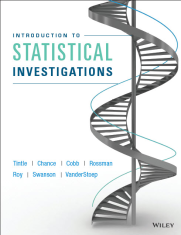 INTRODUCTION TO
STATISTICAL
INVESTIGATIONS
Tintle | Chance | Cobb | Rossman
Roy | Swanson | VanderStoep
WILEY